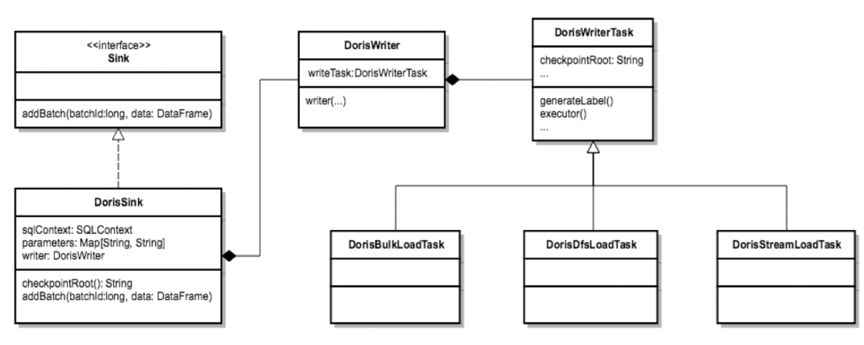 <<interface>>
Sink
addBatch(batchId:long, data: DataFrame)
DorisWriter
writeTask:DorisWriterTask
writer(...)
DorisWriterTask
checkpointRoot: String
...
generateLabel()
executor()
...
DorisSink
sqlContext: SQLContext
parameters: Map[String, String]
writer: DorisWriter
checkpointRoot(): String
addBatch(batchId:long, data: DataFrame)
DorisBulkLoadTask
DorisDfsLoadTask
DorisStreamLoadTask